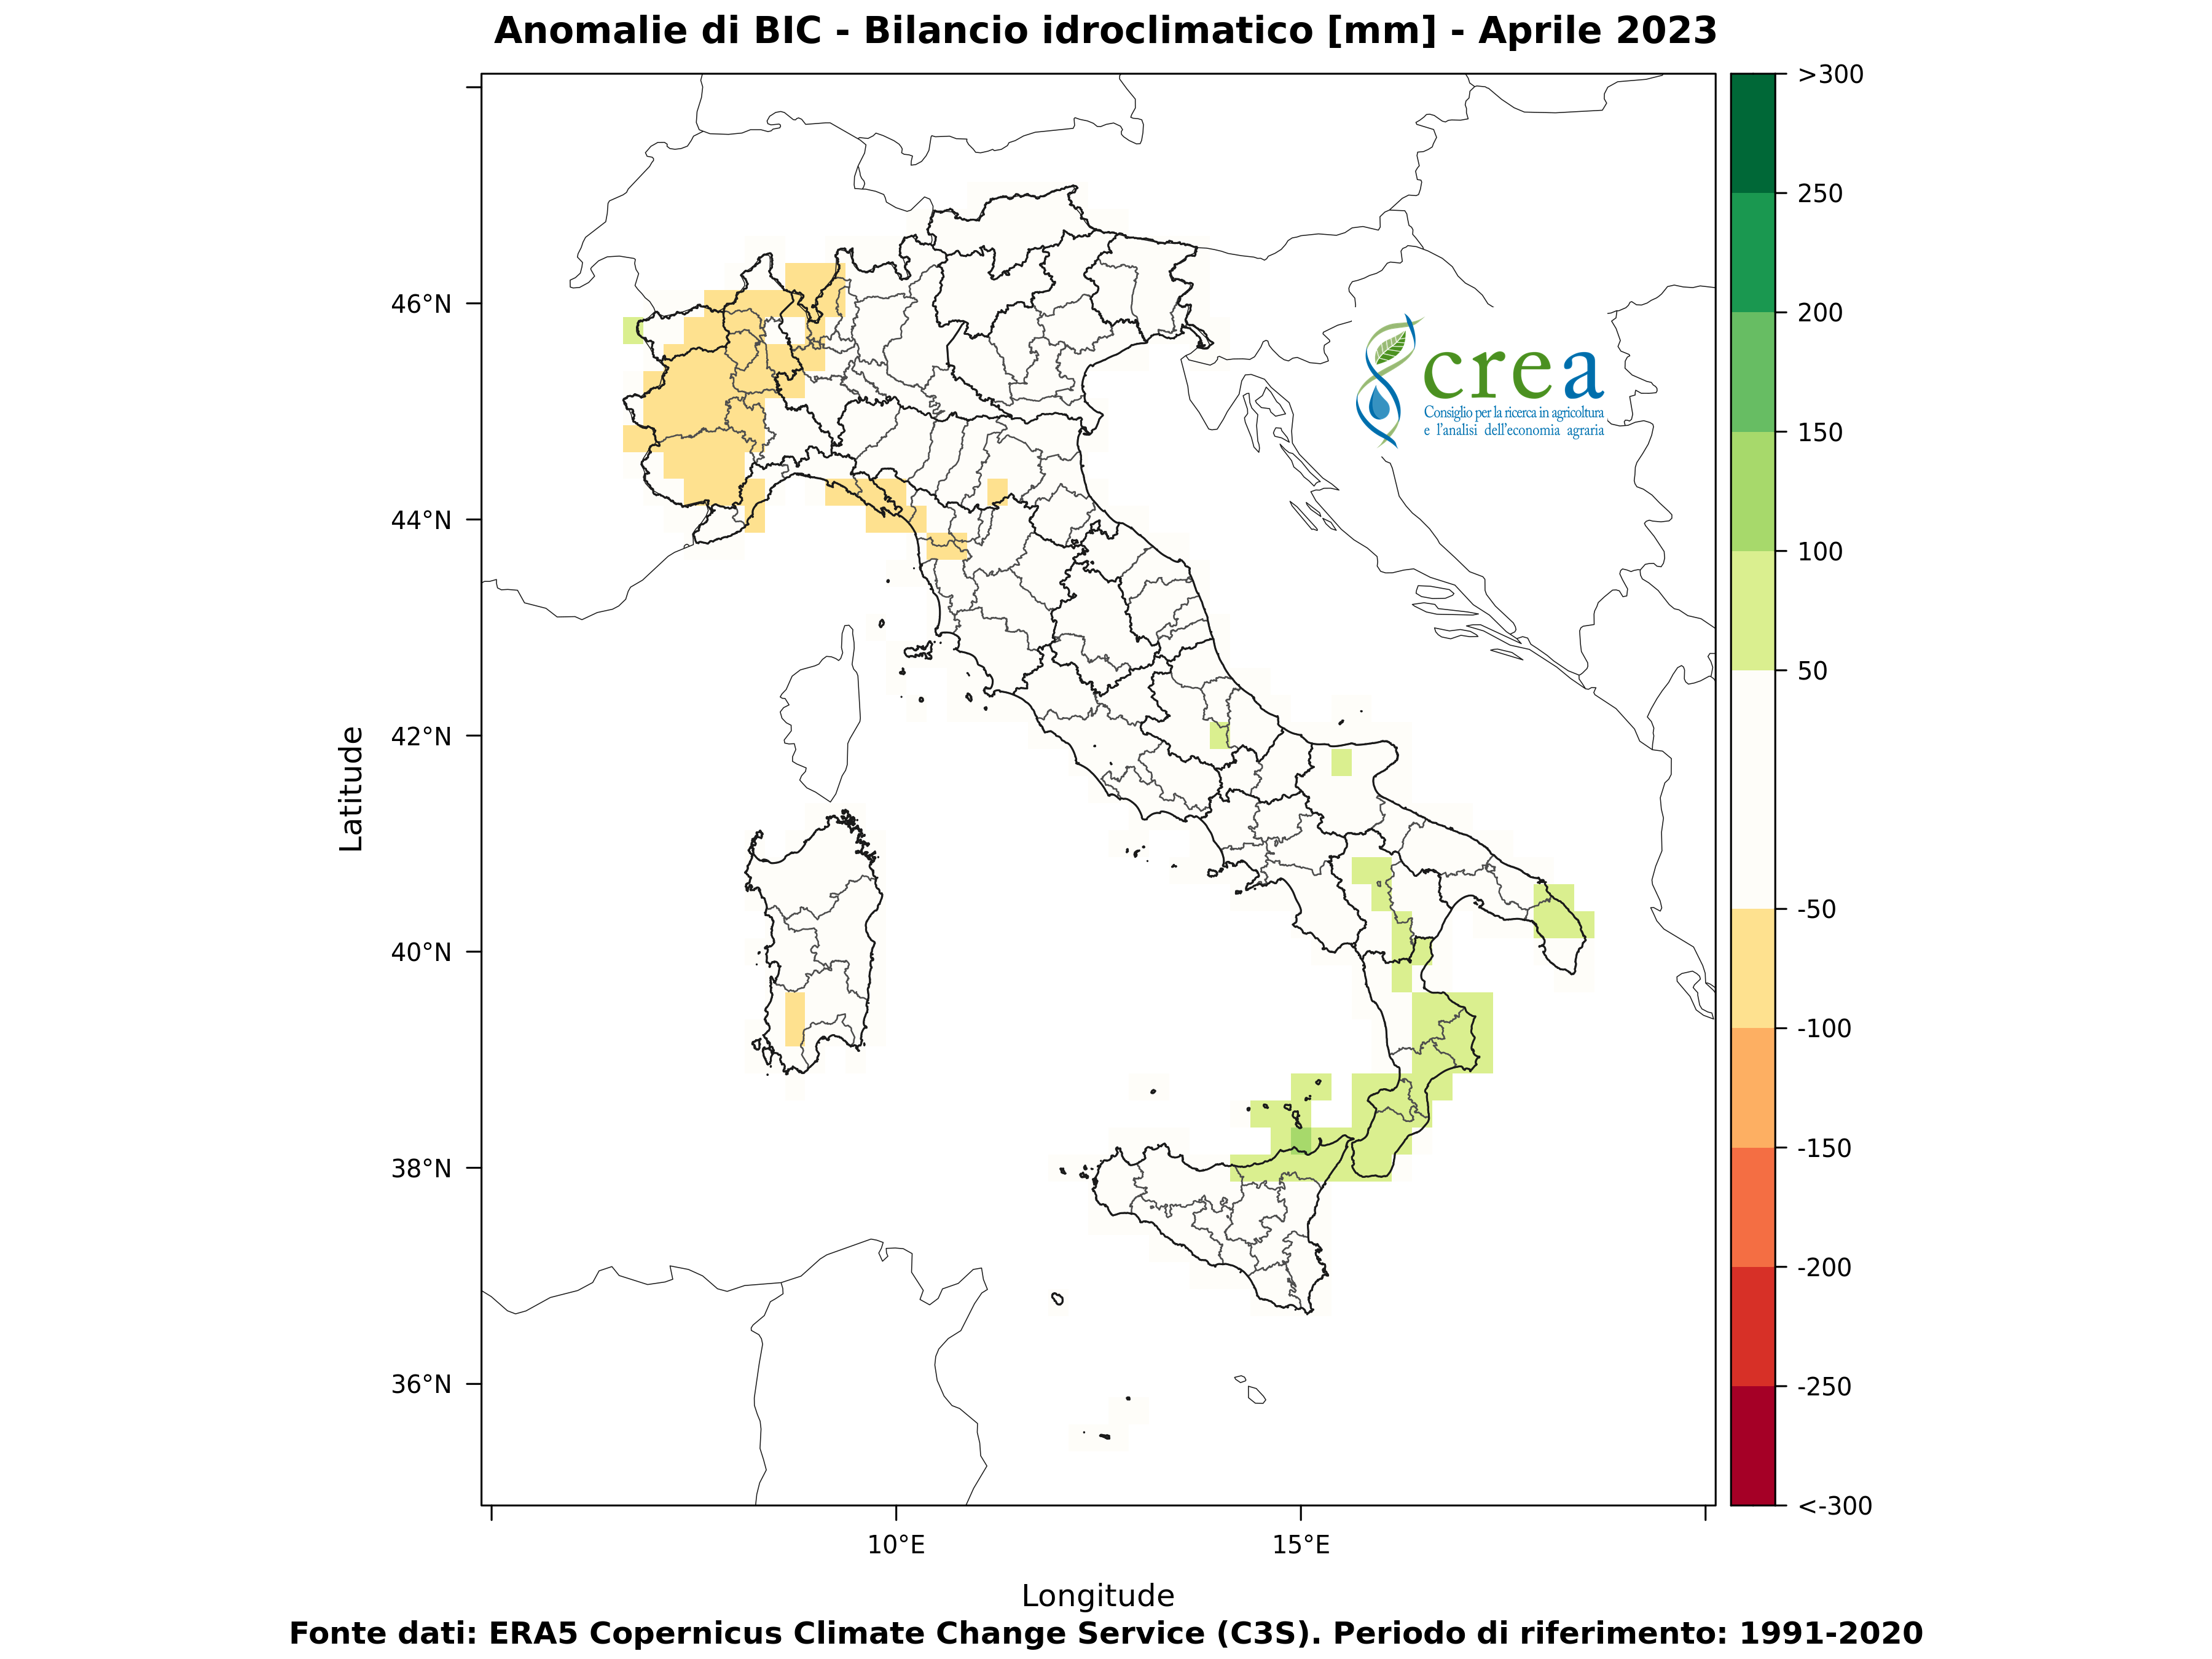 Anomalie di BIC - Bilancio idroclimatico [mm] - Aprile 2023
>300
250
200
150
100
50
-50
-100
-150
-200
-250
<-300
46°N
44°N
42°N
40°N
38°N
36°N
Latitude
crea
Consiglio per la ricerca in agricoltura
e l'analisi dell'economia agraria
10°E
15°E
Longitude
Fonte dati: ERA5 Copernicus Climate Change Service (C3S). Periodo di riferimento: 1991-2020